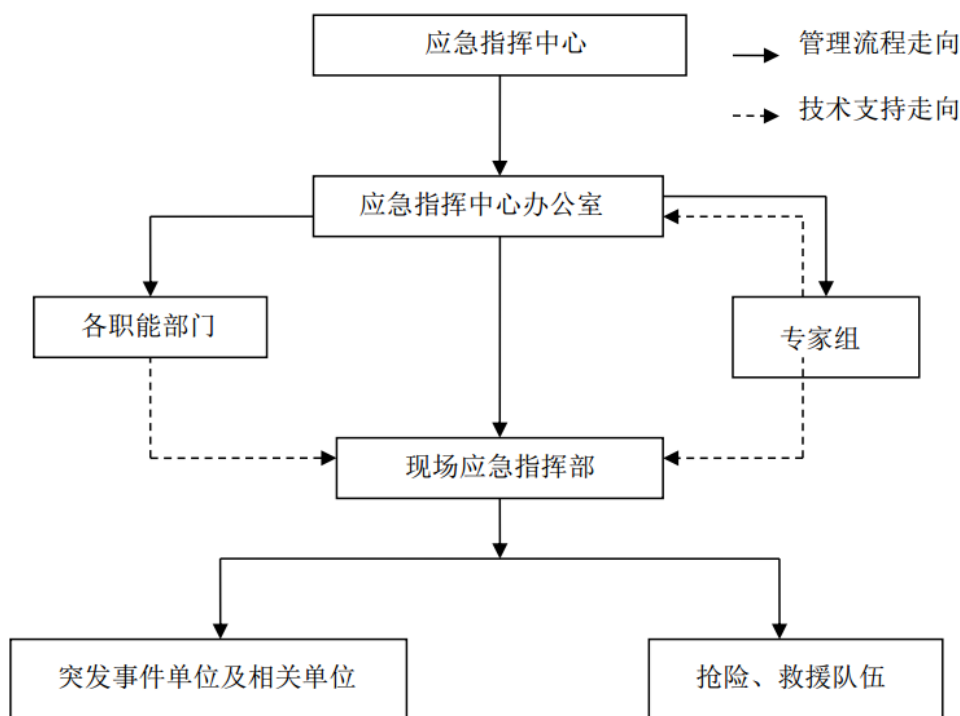 应急指挥中心
管理流程走向
技术支持走向
应急指挥中心办公室
各职能部门
专家组
现场应急指挥部
突发事件单位及相关单位
抢险、救援队伍